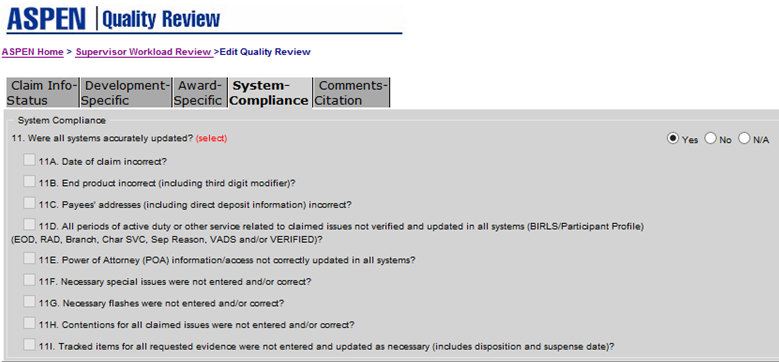 ASPEN | Quality Review
ASPEN Home > Supervisor Workload Review >Edit Quality Review
Claim Info- Development- Award- System- Comments-
Status Specific Specific Compliance Citation
System Compliance
11. Were all systems accurately updated? (select) Yes No N/A
11A. Date of claim incorrect?
11B. End product incorrect (including third digit modifier)?
11C. Payees' addresses (including direct deposit information) incorrect?
11D. All periods of active duty or other service related to claimed issues not verified and updated in all systems (BIRLS/Participant Profile)
(EOD, RAD, Branch, Char SVC, Sep Reason, VADS and/or VERIFIED)?
11E. Power of Attorney (POA) information/access not correctly updated in all systems?
11F. Necessary special issues were not entered and/or correct?
11G. Necessary flashes were not entered and/or correct?
11H. Contentions for all claimed issues were not entered and/or correct?
11I. Tracked items for all requested evidence were not entered and updated as necessary (includes disposition and suspense date)?